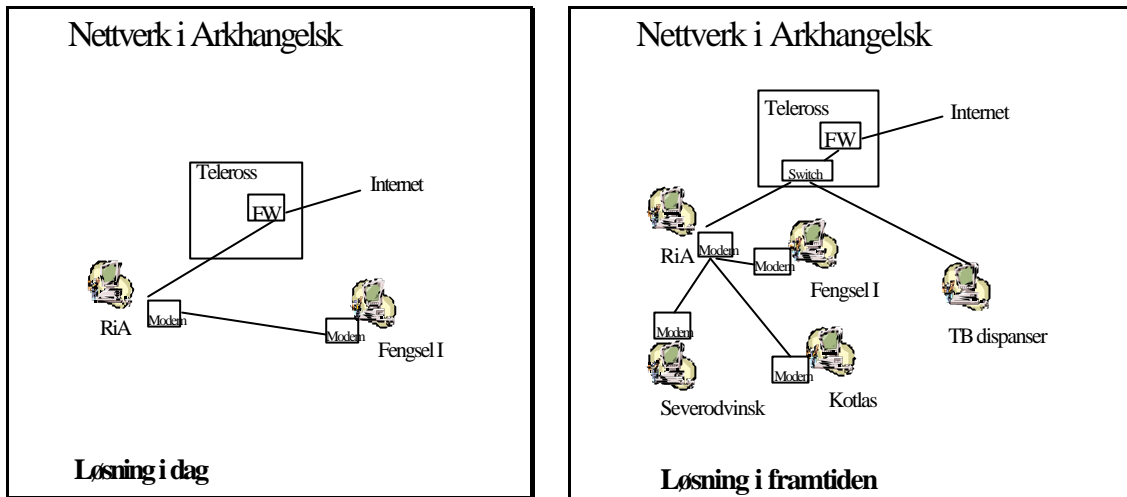 Nettverk i Arkhangelsk
Teleross
FW
Internet
RiA
Modem
Modem
Fengsel I
Løsning i dag
Nettverk i Arkhangelsk
Teleross
Internet
FW
Switch
RiA
Modem
Modem
Fengsel I
Modem
TB dispanser
Modem
Severodvinsk
Kotlas
Løsning i framtiden